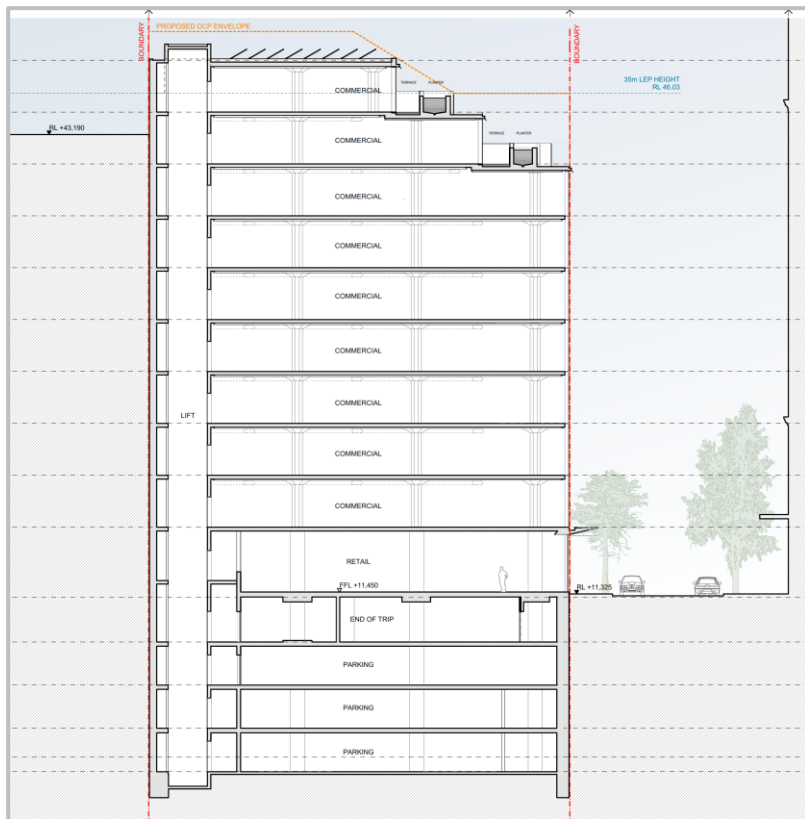 PROPOSED DCP ENVELOPE
BOUNDARY
BOUNDARY
35m LEP HEIGHT
RL 46.03
TERRACE PLANTER
COMMERCIAL
RL +43,190
TERRACE PLANTER
COMMERCIAL
COMMERCIAL
COMMERCIAL
COMMERCIAL
COMMERCIAL
COMMERCIAL
LIFT
COMMERCIAL
COMMERCIAL
RETAIL
FFL +11,450
RL +11,325
END OF TRIP
PARKING
PARKING
PARKING